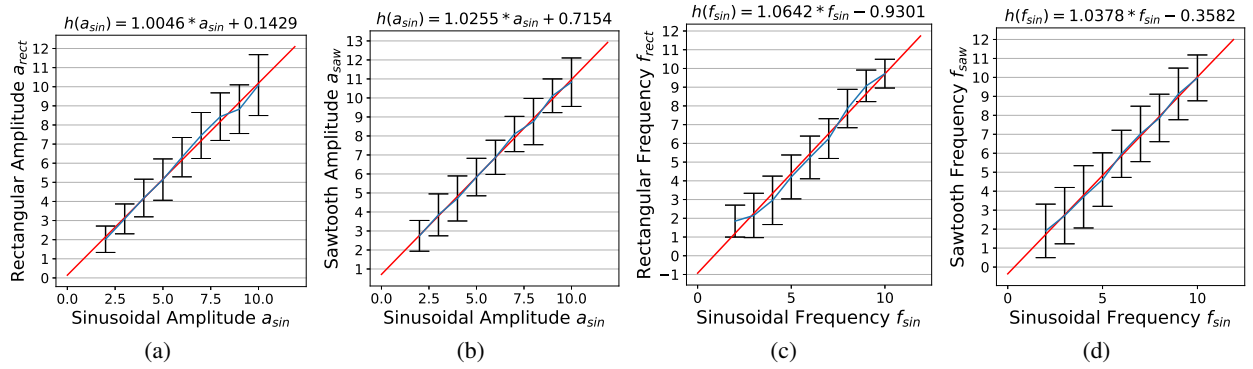 h(a_sin) = 1.0046 * a_sin + 0.1429
Rectangular Amplitude a_rect
12
11
10
9
8
7
6
5
4
3
2
1
0
0.0 2.5 5.0 7.5 10.0
Sinusoidal Amplitude a_sin
(a)
h(a_sin) = 1.0255 * a_sin + 0.7154
Sawtooth Amplitude a_saw
13
12
11
10
9
8
7
6
5
4
3
2
1
0.0 2.5 5.0 7.5 10.0
Sinusoidal Amplitude a_sin
(b)
h(f_sin) = 1.0642 * f_sin − 0.9301
Rectangular Frequency f_rect
12
11
10
9
8
7
6
5
4
3
2
1
0
−1
0 5 10
Sinusoidal Frequency f_sin
(c)
h(f_sin) = 1.0378 * f_sin − 0.3582
Sawtooth Frequency f_saw
12
11
10
9
8
7
6
5
4
3
2
1
0
0 5 10
Sinusoidal Frequency f_sin
(d)